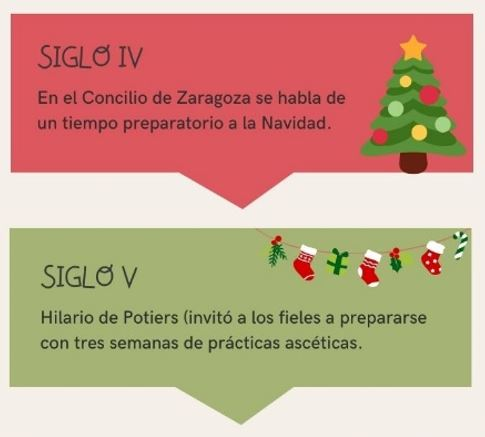 SIGLO IV
En el Concilio de Zaragoza se habla de
un tiempo preparatorio a la Navidad.
SIGLO V
Hilario de Potiers (invitó a los fieles a prepararse
con tres semanas de prácticas ascéticas.